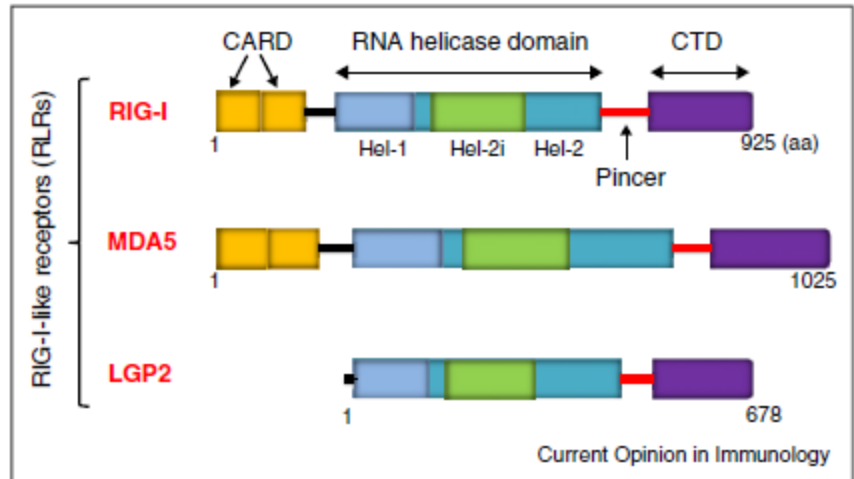 CARD RNA helicase domain CTD
RIG-I-like receptors (RLRs)
RIG-I
1 925 (aa)
Hel-1 Hel-2i Hel-2
Pincer
MDA5
1 1025
LGP2
1 678
Current Opinion in Immunology